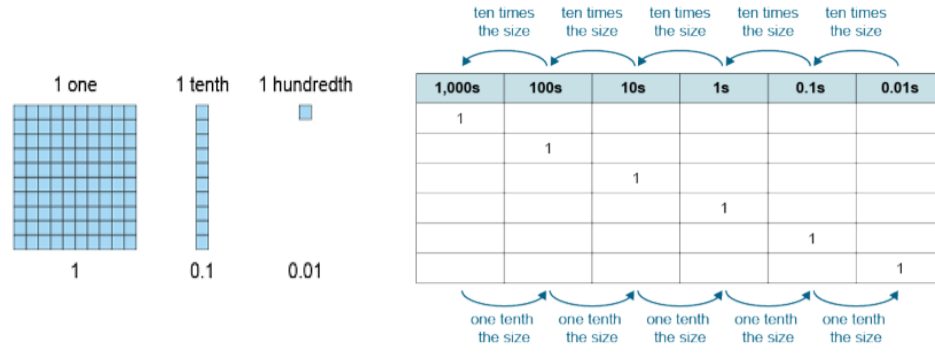 1 one 1 tenth 1 hundredth
1 0.1 0.01
ten times ten times ten times ten times ten times
the size the size the size the size the size
1,000s 100s 10s 1s 0.1s 0.01s
1
1
1
1
1
1
one tenth one tenth one tenth one tenth one tenth
the size the size the size the size the size